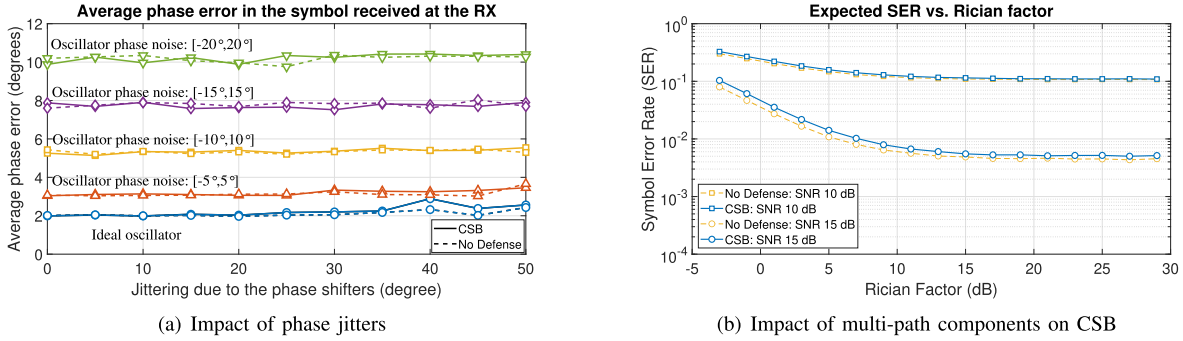 Average phase error in the symbol received at the RX
Average phase error (degrees)
12
10
8
6
4
2
0
Oscillator phase noise: [-20°,20°]
Oscillator phase noise: [-15°,15°]
Oscillator phase noise: [-10°,10°]
Oscillator phase noise: [-5°,5°]
Ideal oscillator
CSB
No Defense
0 10 20 30 40 50
Jittering due to the phase shifters (degree)
(a) Impact of phase jitters
Expected SER vs. Rician factor
Symbol Error Rate (SER)
10^0
10^-1
10^-2
10^-3
10^-4
No Defense: SNR 10 dB
CSB: SNR 10 dB
No Defense: SNR 15 dB
CSB: SNR 15 dB
-5 0 5 10 15 20 25 30
Rician Factor (dB)
(b) Impact of multi-path components on CSB